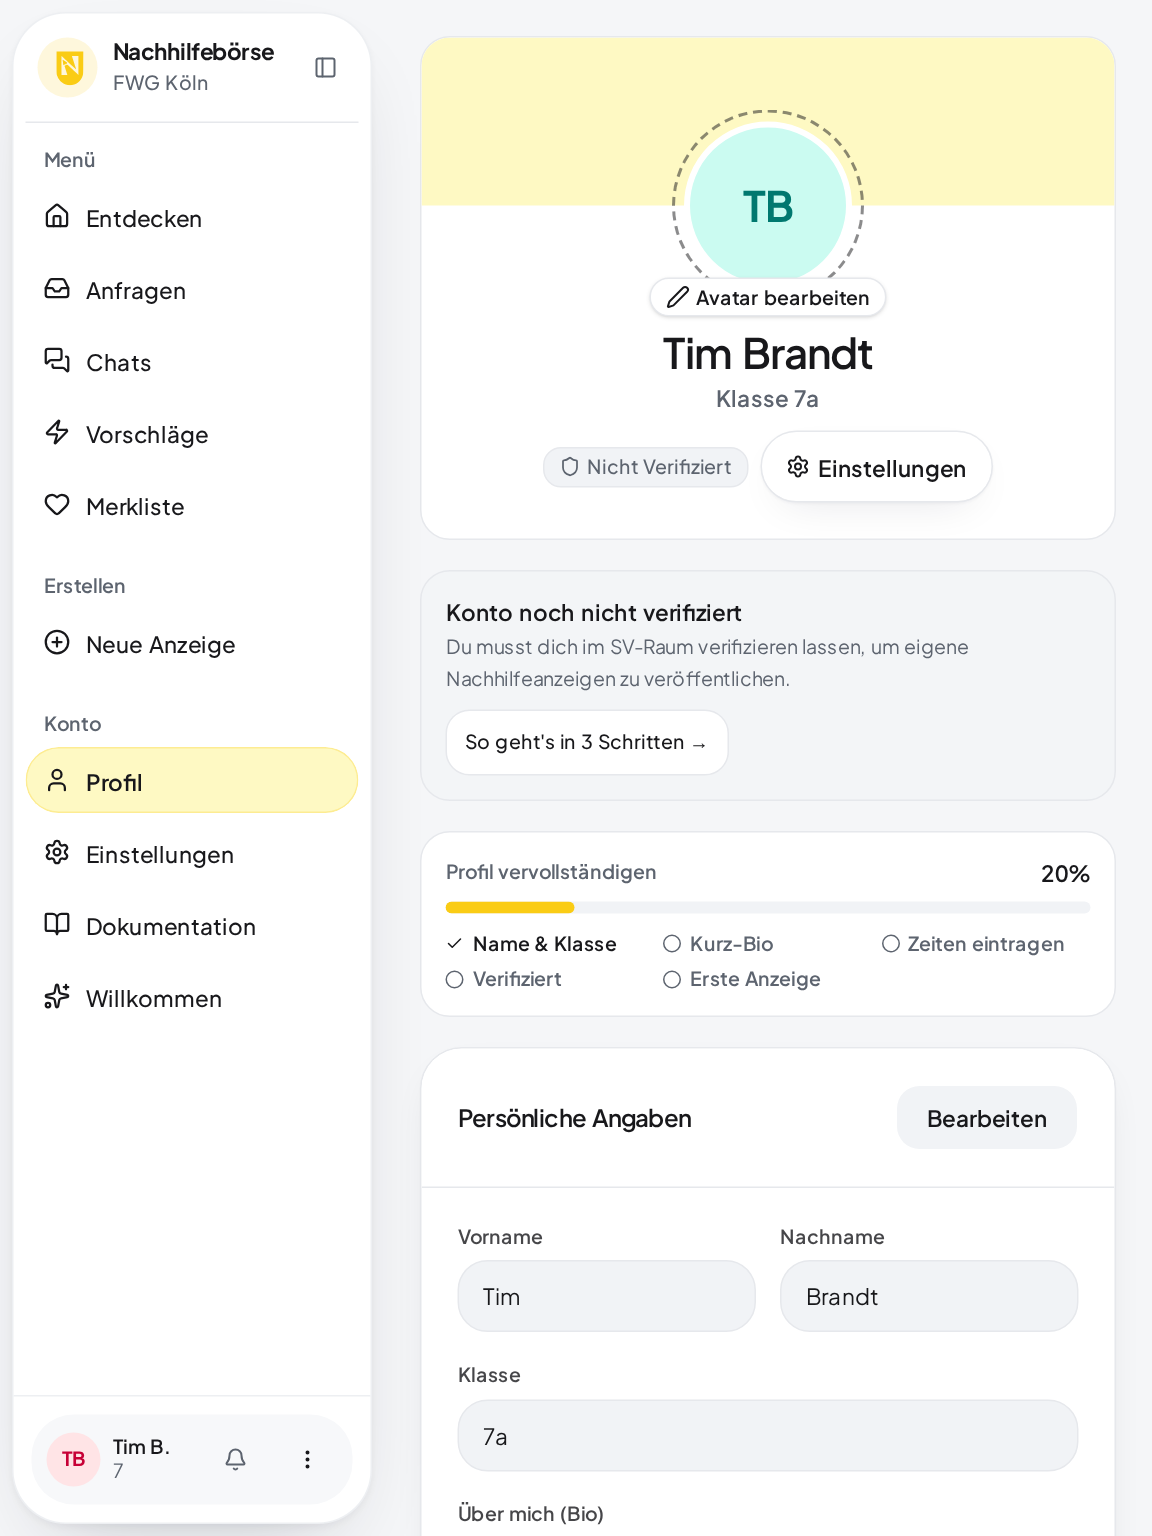 Nachhilfebörse
FWG Köln
Menü
Entdecken
Anfragen
Chats
Vorschläge
Merkliste
Erstellen
Neue Anzeige
Konto
Profil
Einstellungen
Dokumentation
Willkommen
TB
Tim B.
7
TB
Avatar bearbeiten
Tim Brandt
Klasse 7a
Nicht Verifiziert
Einstellungen
Konto noch nicht verifiziert
Du musst dich im SV-Raum verifizieren lassen, um eigene
Nachhilfeanzeigen zu veröffentlichen.
So geht's in 3 Schritten →
Profil vervollständigen
20%
Name & Klasse
Kurz-Bio
Zeiten eintragen
Verifiziert
Erste Anzeige
Persönliche Angaben
Bearbeiten
Vorname
Nachname
Tim
Brandt
Klasse
7a
Über mich (Bio)